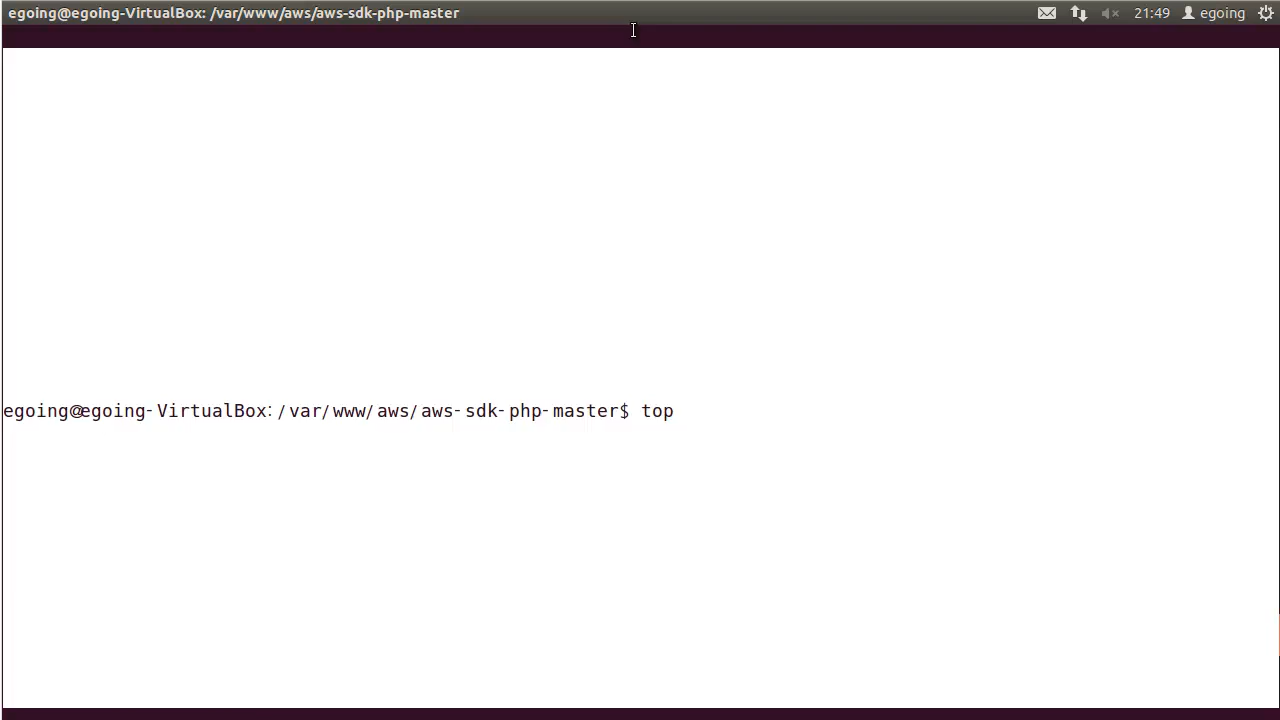 egoing@egoing-VirtualBox: /var/www/aws/aws-sdk-php-master
21:49 egoing
egoing@egoing-VirtualBox:/var/www/aws/aws-sdk-php-master$ top